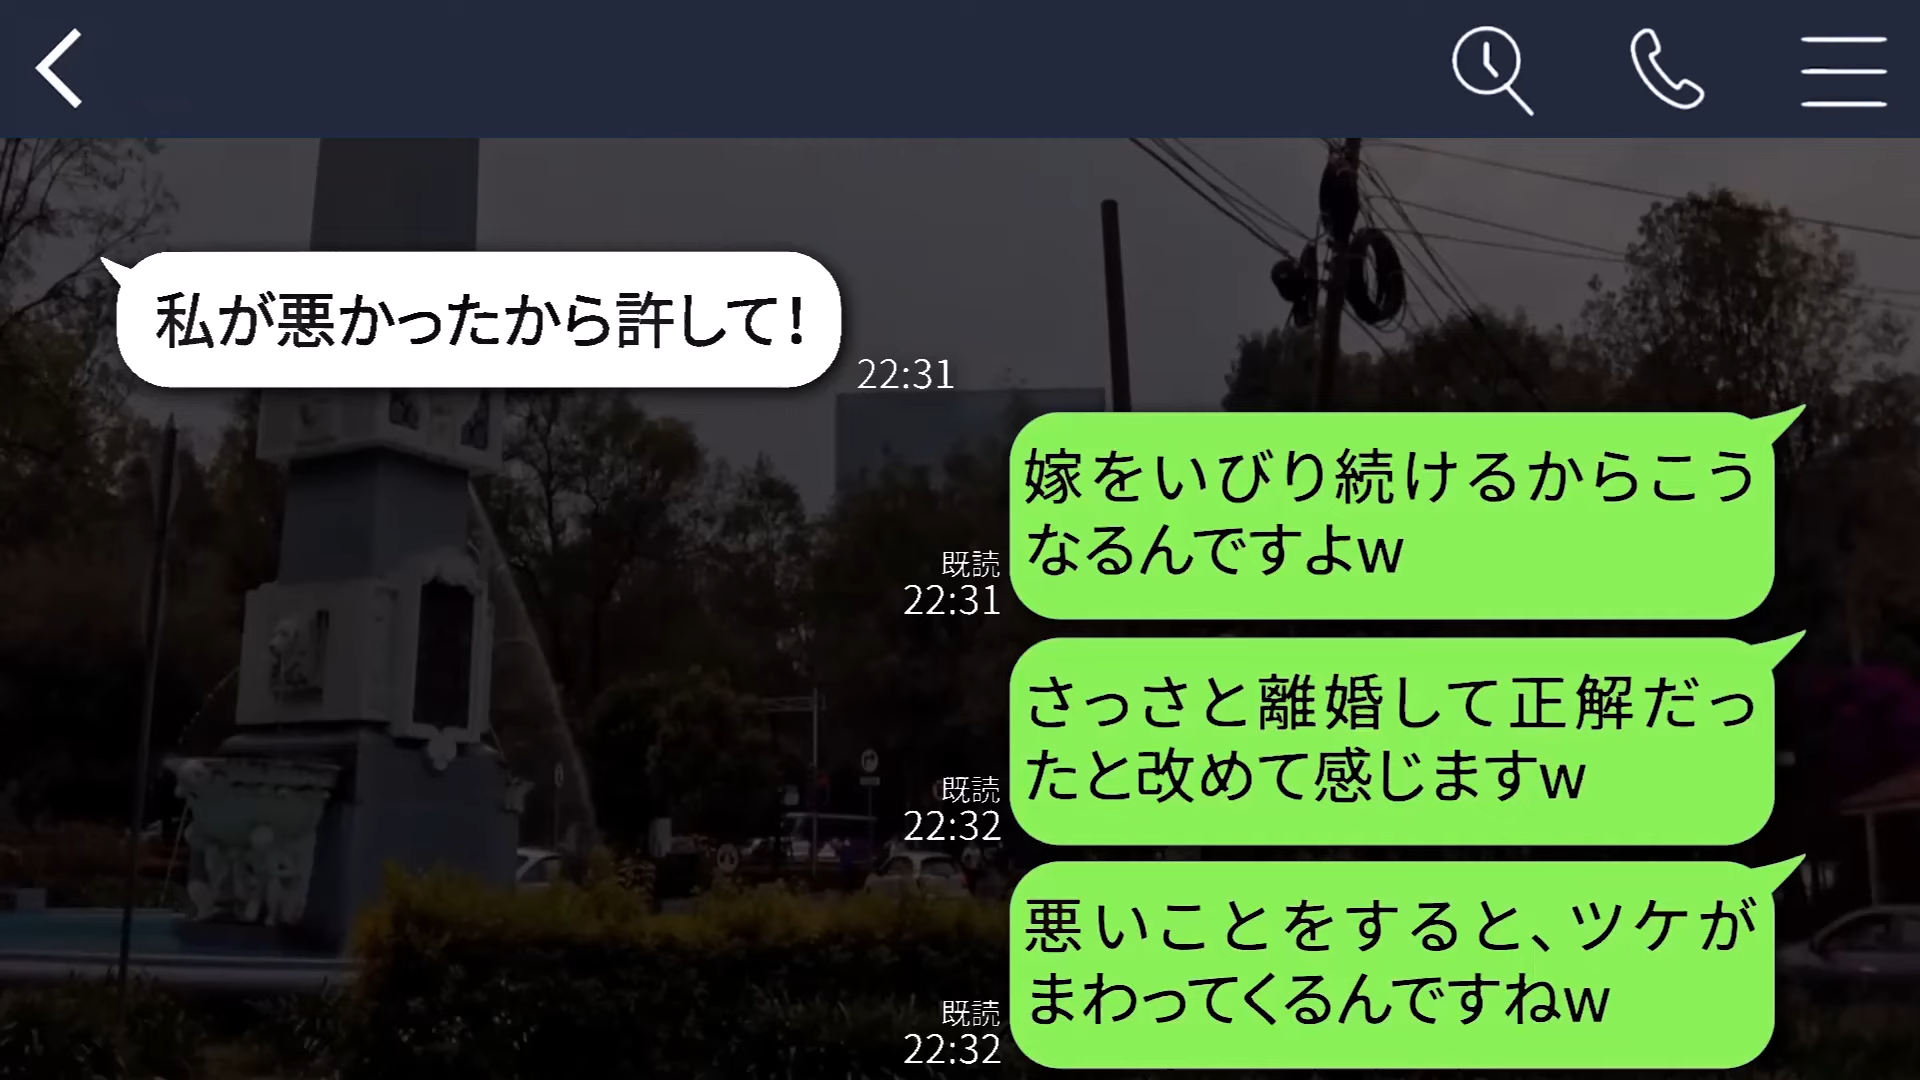 私が悪かったから許して！
22:31
嫁をいびり続けるからこう
なるんですよw
既読
22:31
さっさと離婚して正解だっ
たと改めて感じますw
既読
22:32
悪いことをすると、ツケが
まわってくるんですねw
既読
22:32